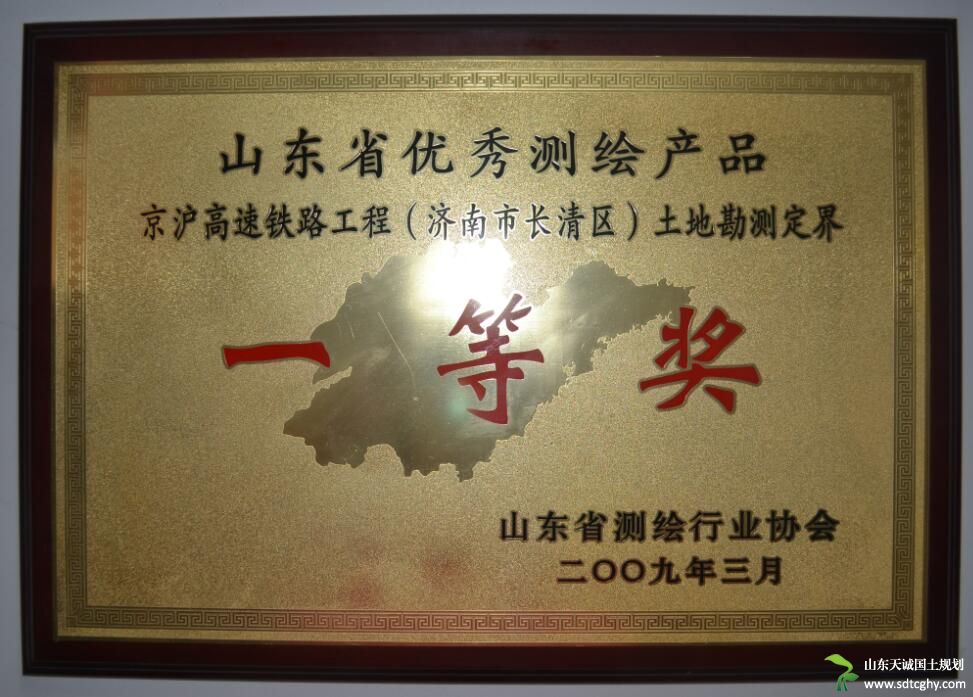 山东省优秀测绘产品
京沪高速铁路工程（济南市长清区）土地勘测定界
一等奖
山东省测绘行业协会
二〇〇九年三月
山东天诚国土规划
www.sdtcghy.com